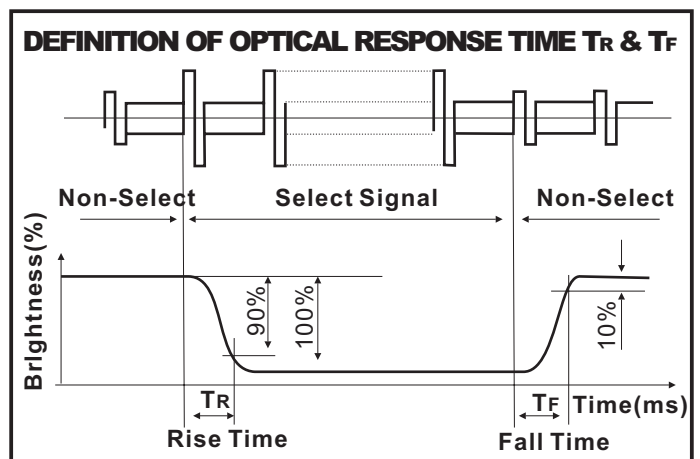 DEFINITION OF OPTICAL RESPONSE TIME TR & TF
Non-Select
Select Signal
Non-Select
BrIghtness(%)
90%
100%
10%
TR
TF
Time(ms)
Rise Time
Fall Time